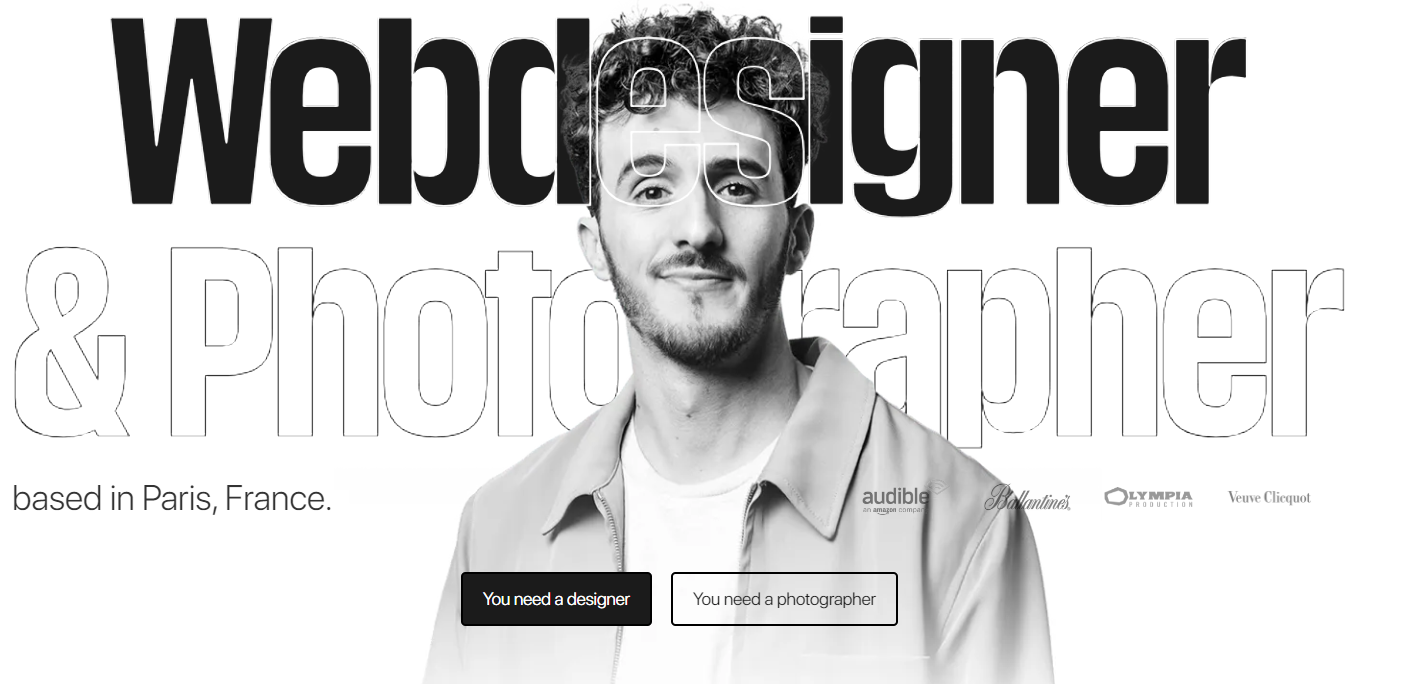 Webdesigner
& Photographer
based in Paris, France.
audible
an amazon company
Ballantine's
OLYMPIA
PRODUCTION
Veuve Clicquot
You need a designer
You need a photographer